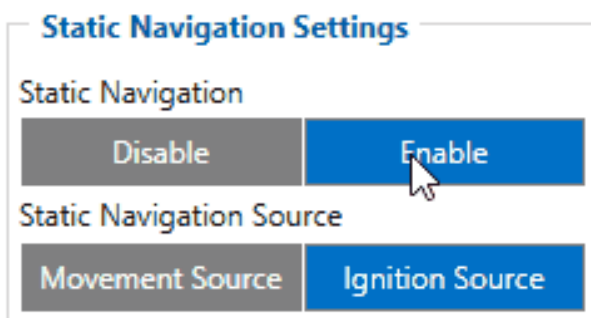 Static Navigation Settings
Static Navigation
Disable Enable
Static Navigation Source
Movement Source Ignition Source